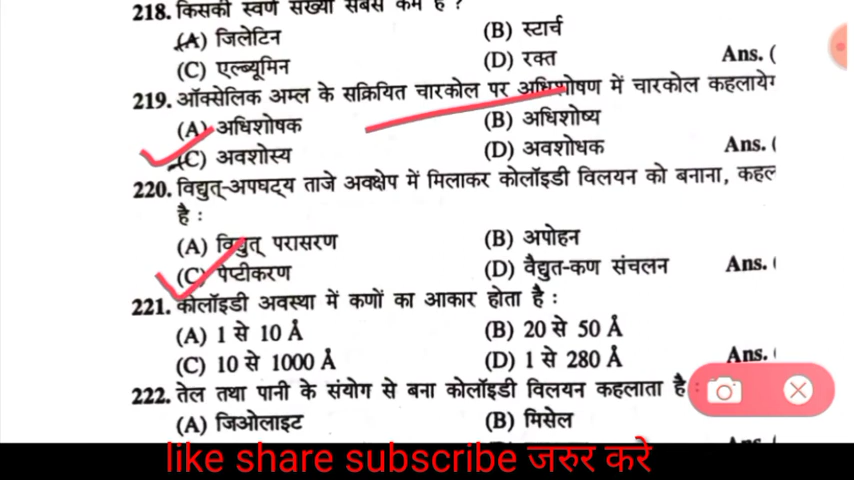 218. किसकी स्वर्ण संख्या सबसे कम है ?
(A) जिलेटिन (B) स्टार्च
(C) एल्ब्यूमिन (D) रक्त Ans. (
219. ऑक्सेलिक अम्ल के सक्रियित चारकोल पर अधिशोषण में चारकोल
(A) अधिशोषक (B) अधिशोष्य
(C) अवशोस्य (D) अवशोधक Ans. (
220. विद्युत्-अपघट्य ताजे अवक्षेप में मिलाकर कोलॉइडी विलयन को बनाना,
है :
(A) विद्युत् परासरण (B) अपोहन
(C) पेप्टीकरण (D) वैद्युत-कण संचलन Ans. (
221. कोलॉइडी अवस्था में कणों का आकार होता है :
(A) 1 से 10 Å (B) 20 से 50 Å
(C) 10 से 1000 Å (D) 1 से 280 Å Ans. (
222. तेल तथा पानी के संयोग से बना कोलॉइडी विलयन कहलाता है :
(A) जिओलाइट (B) मिसेल
like share subscribe जरुर करे